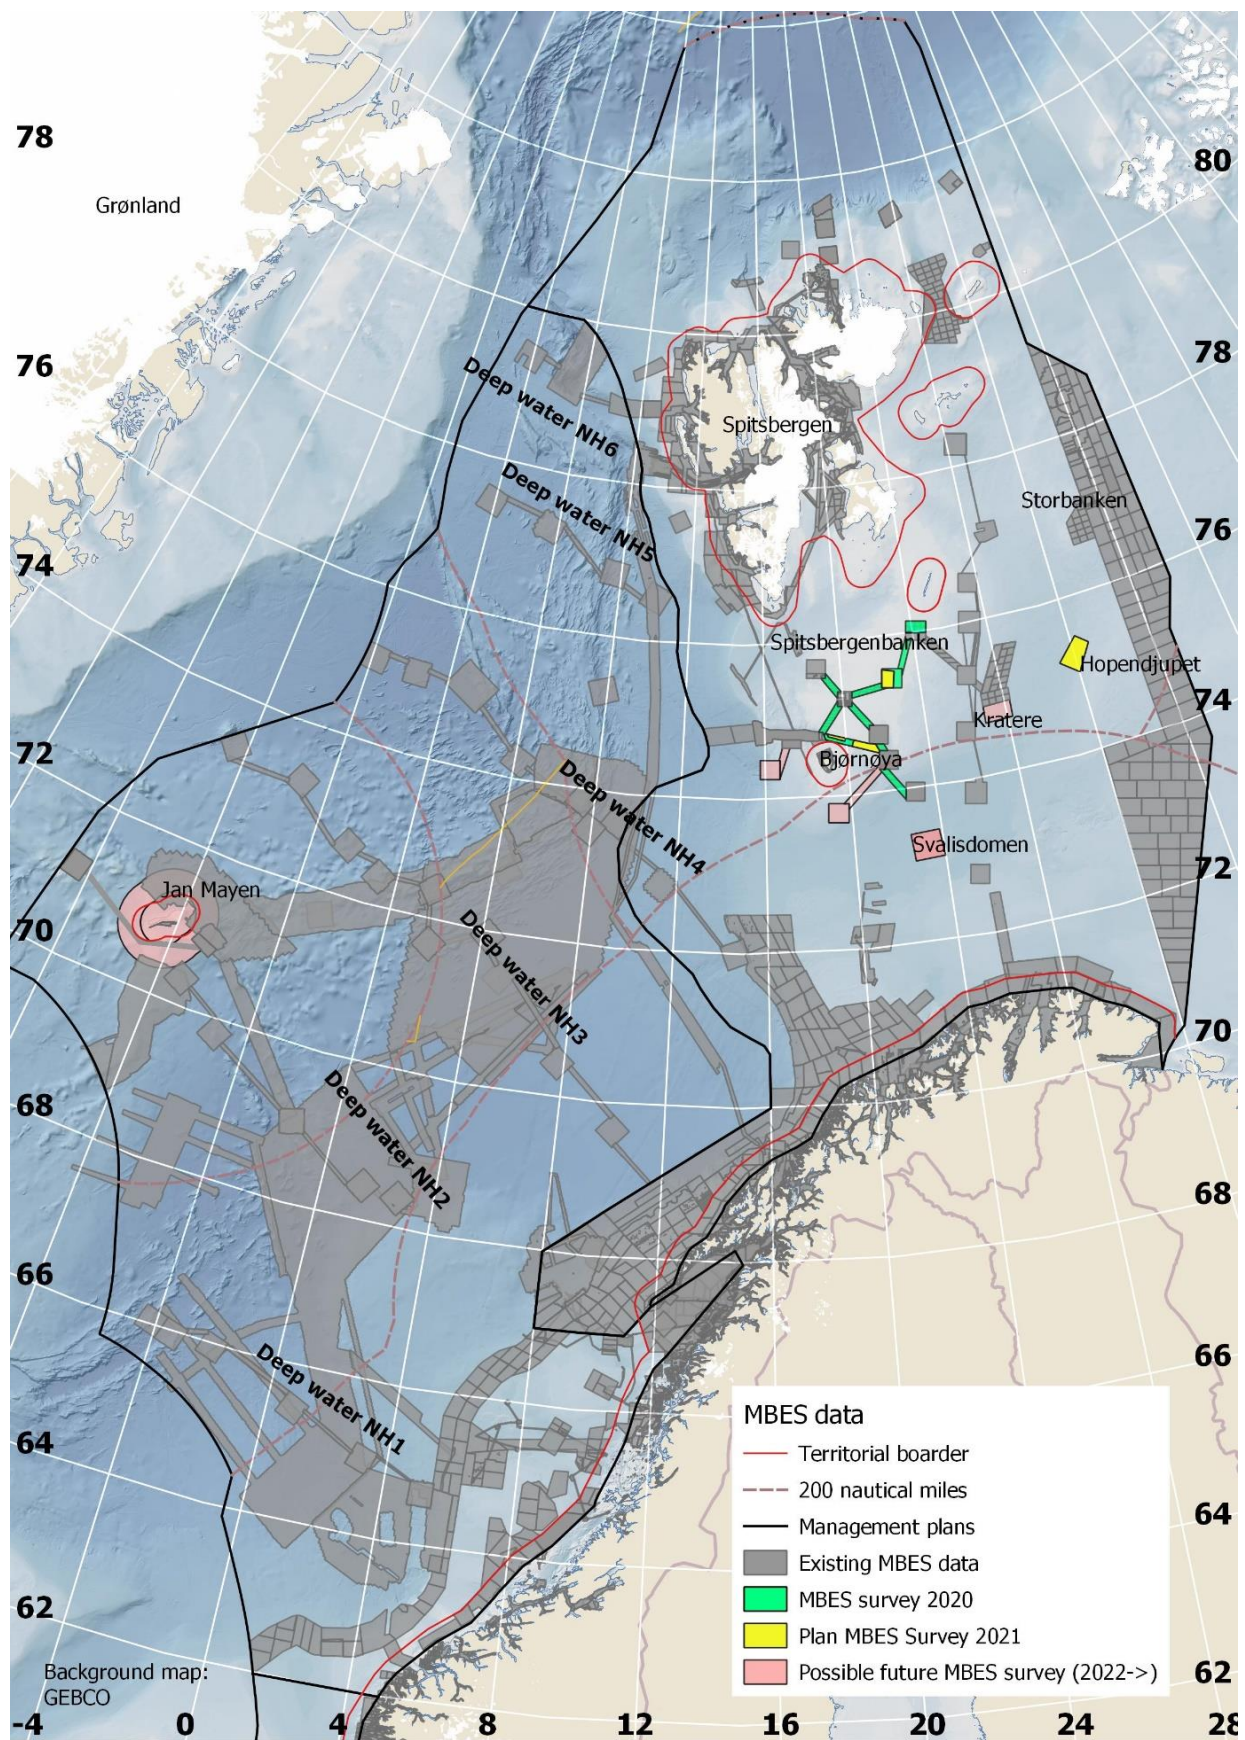 78
80
Grønland
76
78
Deep water NH6
Spitsbergen
Deep water NH5
Storbanken
76
74
Spitsbergenbanken
Hopendjupet
74
Kratere
72
Bjørnøya
Deep water NH4
Svalisdomen
72
Jan Mayen
70
Deep water NH3
70
68
Deep water NH2
68
66
Deep water NH1
66
64
MBES data
Territorial boarder
200 nautical miles
64
Management plans
Existing MBES data
62
MBES survey 2020
Plan MBES Survey 2021
Background map:
GEBCO
Possible future MBES survey (2022->)
62
-4 0 4 8 12 16 20 24 28